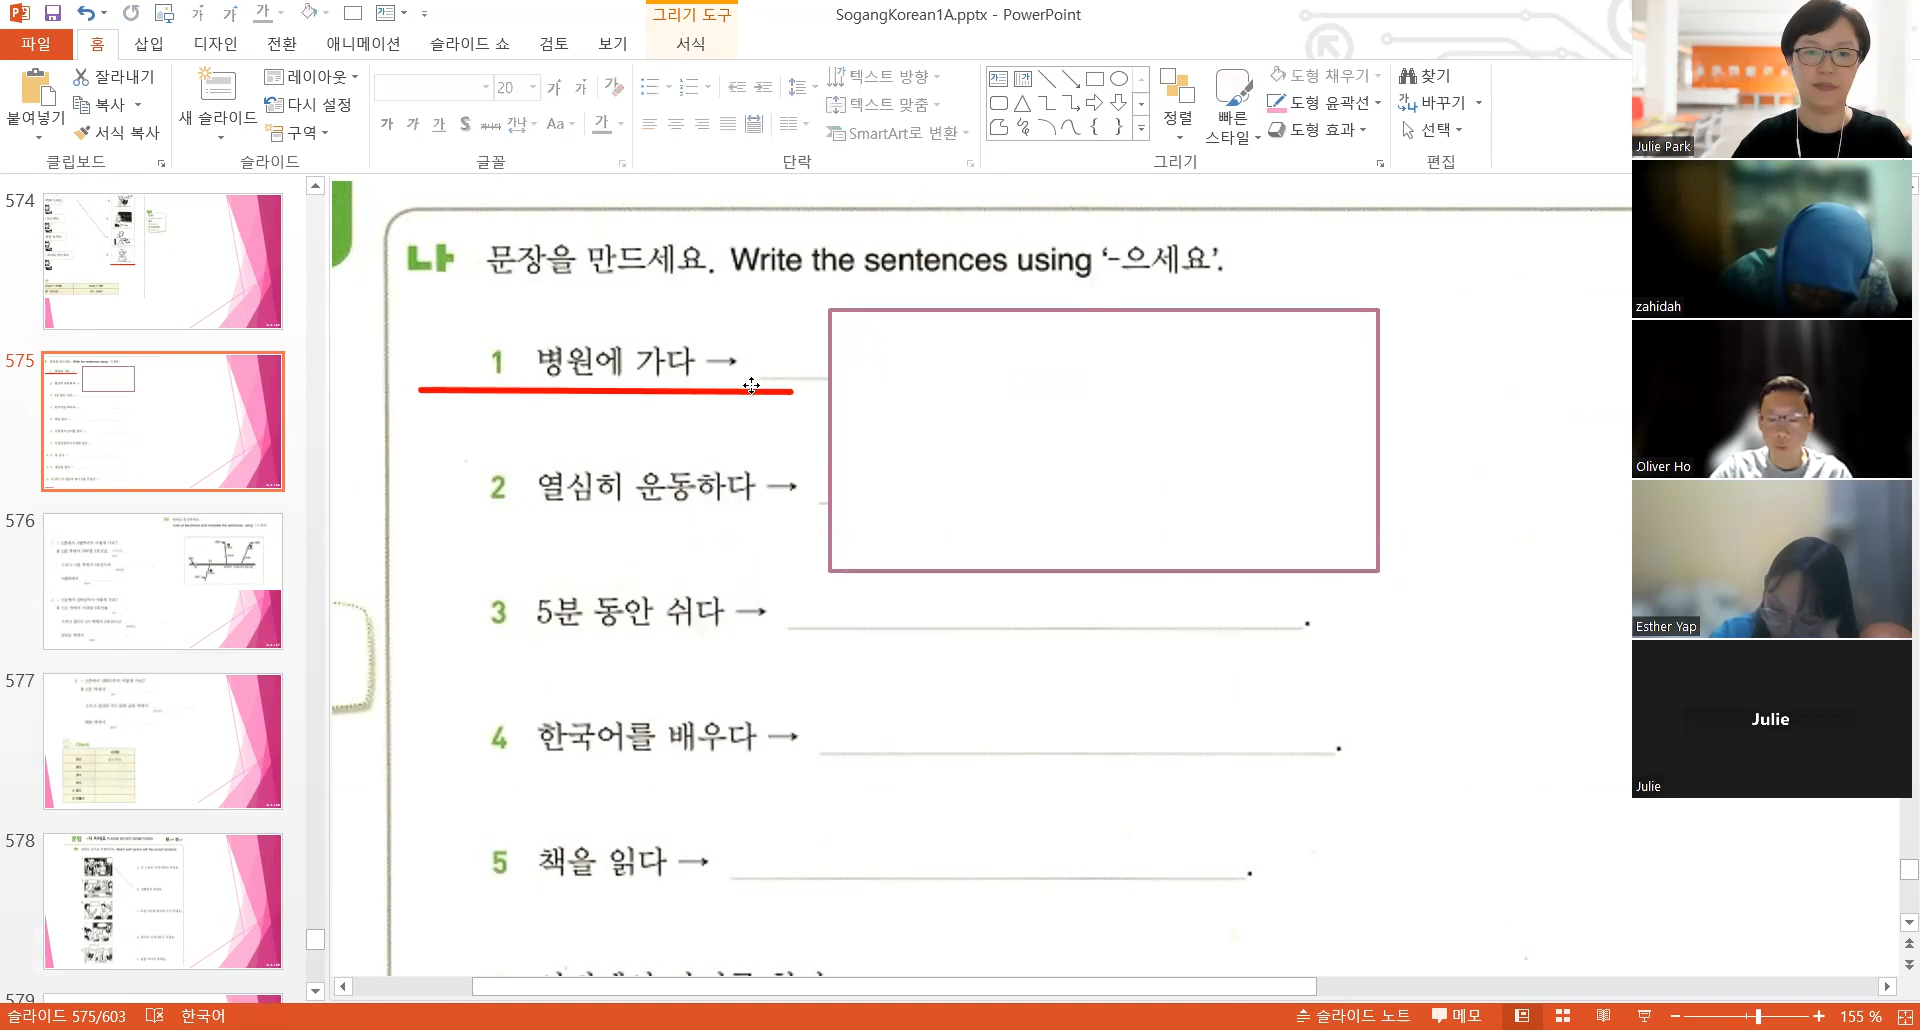 그리기 도구
SogangKorean1A.pptx - PowerPoint
파일 홈 삽입 디자인 전환 애니메이션 슬라이드 쇼 검토 보기 서식
붙여넣기
잘라내기
복사
서식 복사
클립보드
새 슬라이드
레이아웃
다시 설정
구역
슬라이드
20
글꼴
텍스트 방향
텍스트 맞춤
SmartArt로 변환
단락
정렬
빠른
스타일
도형 채우기
도형 윤곽선
도형 효과
그리기
찾기
바꾸기
선택
편집
574
575
576
577
578
579
나 문장을 만드세요. Write the sentences using ‘-으세요’.
1 병원에 가다 →
2 열심히 운동하다 →
3 5분 동안 쉬다 → .
4 한국어를 배우다 → .
5 책을 읽다 → .
Julie Park
zahidah
Oliver Ho
Esther Yap
Julie
Julie
슬라이드 575/603 한국어
슬라이드 노트 메모 155 %